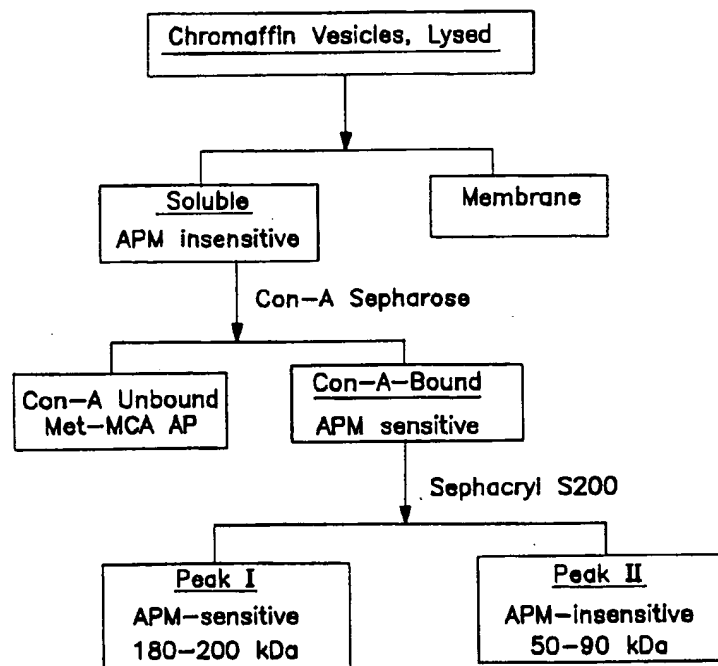 Chromaffin Vesicles, Lysed
Soluble
APM insensitive
Membrane
Con-A Sepharose
Con-A Unbound
Met-MCA AP
Con-A-Bound
APM sensitive
Sephacryl S200
Peak I
APM-sensitive
180-200 kDa
Peak II
APM-insensitive
50-90 kDa